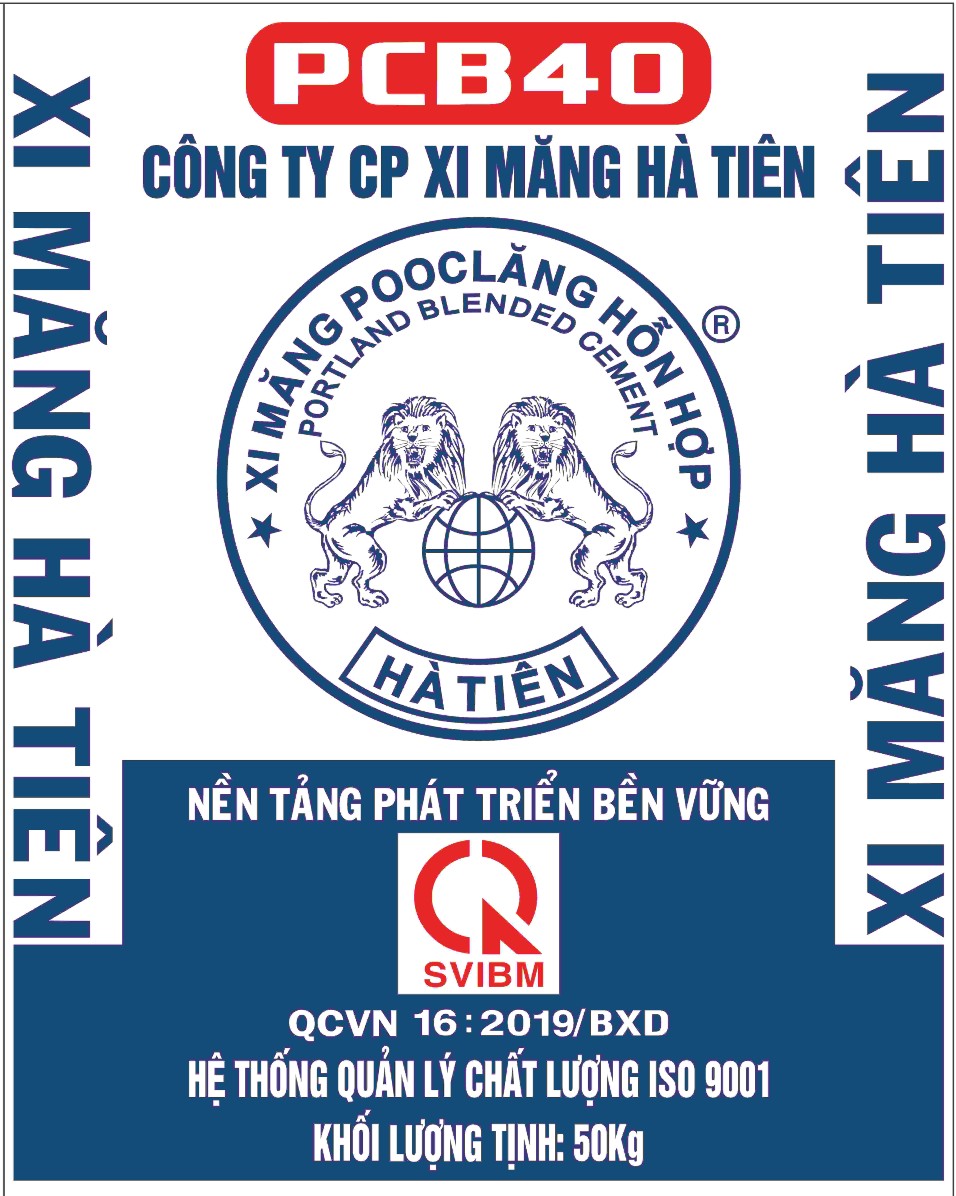 PCB40
CÔNG TY CP XI MĂNG HÀ TIÊN
XI MĂNG HÀ TIÊN
XI MĂNG HÀ TIÊN
XI MĂNG POOCLĂNG HỖN HỢP
PORTLAND BLENDED CEMENT
®
HÀ TIÊN
NỀN TẢNG PHÁT TRIỂN BỀN VỮNG
SVIBM
QCVN 16:2019/BXD
HỆ THỐNG QUẢN LÝ CHẤT LƯỢNG ISO 9001
KHỐI LƯỢNG TỊNH: 50Kg